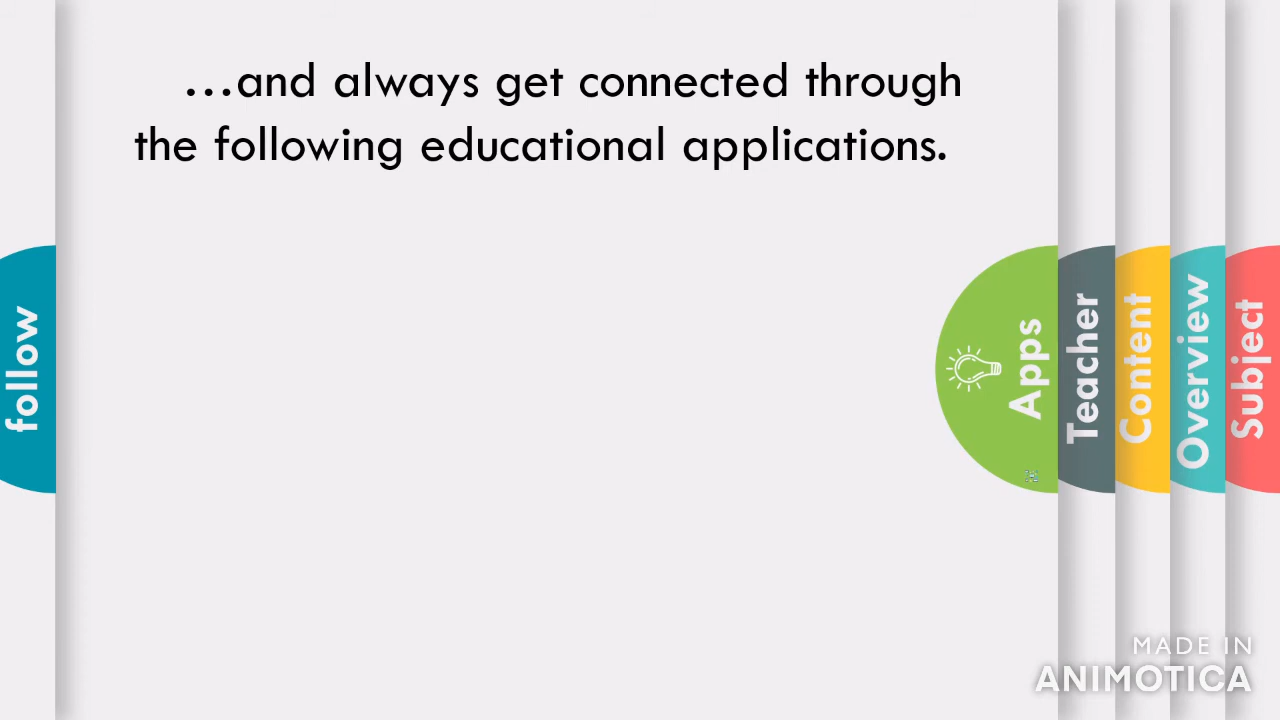 …and always get connected through
the following educational applications.
follow
Apps
Teacher
Content
Overview
Subject
MADE IN
ANIMOTICA